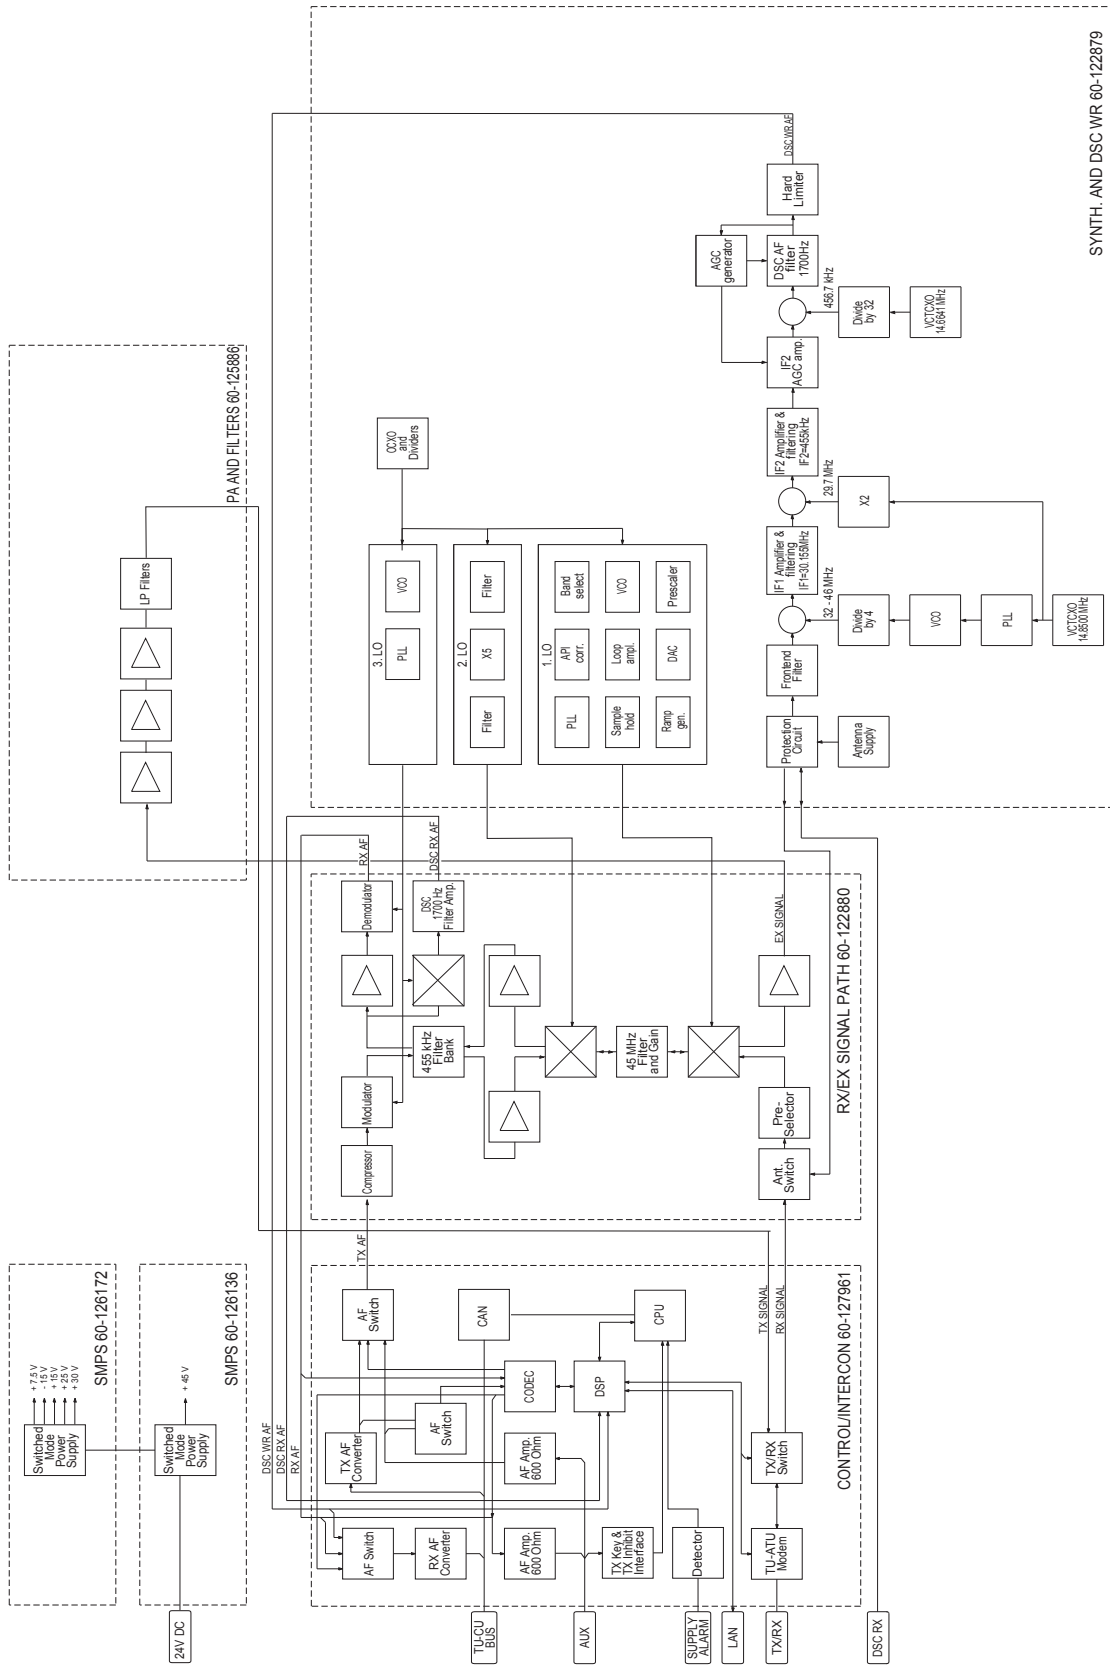 SYNTH. AND DSC WR 60-122879
DSC WR AF
Hard
Limiter
AGC
generator
DSC AF
filter
1700Hz
456.7 kHz
Divide
by 32
VCTCXO
14.6641 MHz
IF2
AGC amp.
IF2 Amplifier &
filtering
IF2=455kHz
29.7 MHz
X2
IF1 Amplifier &
filtering
IF1=30.155MHz
32 - 46 MHz
Divide
by 4
VCO
PLL
VCTCXO
14.8500 MHz
Frontend
Filter
Protection
Circuit
Antenna
Supply
OCXO
and
Dividers
3. LO
VCO
PLL
2. LO
Filter
X5
Filter
1. LO
Band
select
VCO
Prescaler
API
corr.
Loop
ampl.
DAC
PLL
Sample
hold
Ramp
gen.
PA AND FILTERS 60-125886
LP Filters
RX/EX SIGNAL PATH 60-122880
RX AF
DSC RX AF
Demodulator
DSC
1700 Hz
Filter Amp.
EX SIGNAL
Modulator
455 kHz
Filter
Bank
45 MHz
Filter
and Gain
Compressor
Pre-
Selector
Ant.
Switch
TX AF
SMPS 60-126172
+ 7.5 V
- 15 V
+ 15 V
+ 25 V
+ 30 V
Switched
Mode
Power
Supply
SMPS 60-126136
+ 45 V
Switched
Mode
Power
Supply
24V DC
CONTROL/INTERCON 60-127961
DSC WR AF
DSC RX AF
RX AF
TX SIGNAL
RX SIGNAL
AF
Switch
CAN
CPU
CODEC
DSP
AF
Switch
TX AF
Converter
AF Amp.
600 Ohm
TX/RX
Switch
AF Switch
RX AF
Converter
AF Amp.
600 Ohm
TX Key &
TX Inhibit
Interface
Detector
TU-ATU
Modem
TU-CU
BUS
AUX
SUPPLY
ALARM
LAN
TX/RX
DSC RX